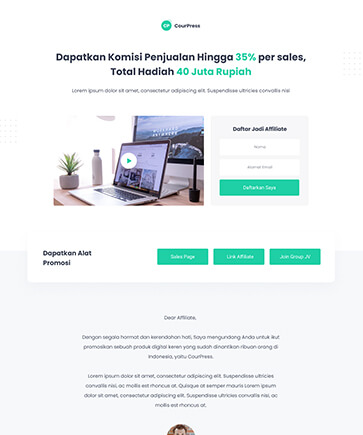 CP CourPress
Dapatkan Komisi Penjualan Hingga 35% per sales,
Total Hadiah 40 Juta Rupiah
Lorem ipsum dolor sit amet, consectetur adipiscing elit. Suspendisse ultricies convallis nisi
Daftar Jadi Affiliate
Nama
Alamat Email
Daftarkan Saya
Dapatkan Alat
Promosi
Sales Page
Link Affiliate
Join Group JV
Dear Affiliate,
Dengan segala hormat dan kerendahan hati, Saya mengundang Anda untuk ikut
promosikan sebuah produk digital keren yang sudah dinantikan ribuan orang di
Indonesia, yaitu CourPress.
Lorem ipsum dolor sit amet, consectetur adipiscing elit. Suspendisse ultricies
convallis nisi, ac mollis est rhoncus at. Quisque at semper mauris Lorem ipsum
dolor sit amet, consectetur adipiscing elit. Suspendisse ultricies convallis nisi, ac
mollis est rhoncus at.